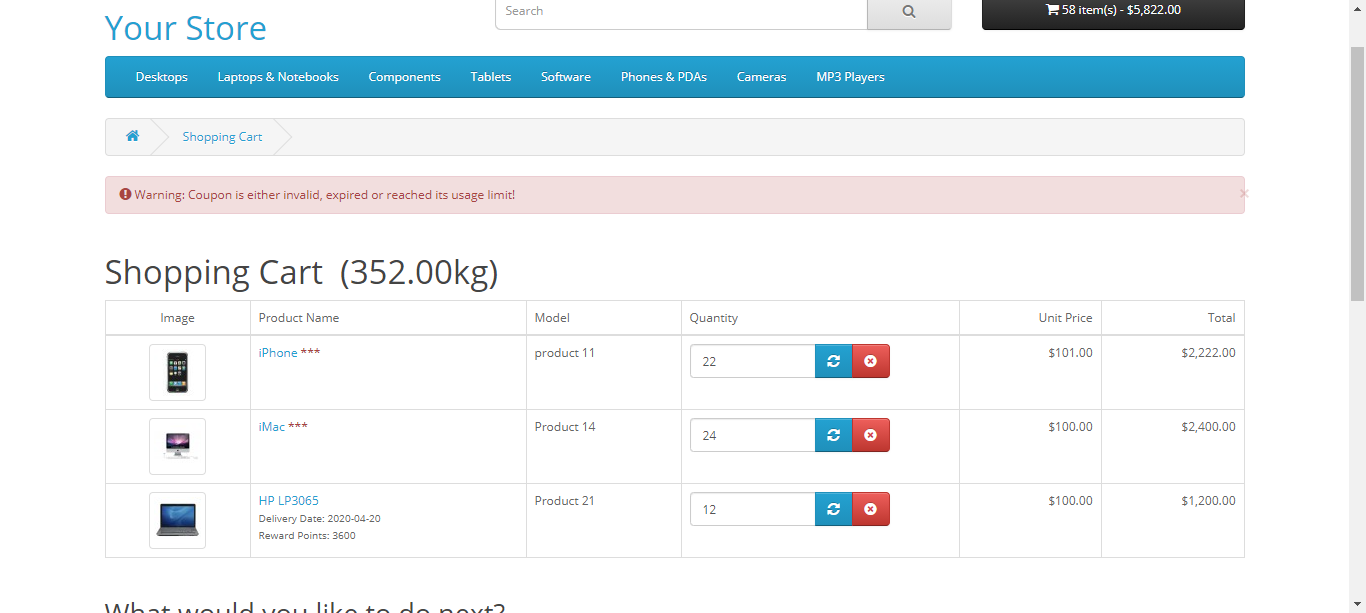 Your Store
Search
58 item(s) - $5,822.00
Desktops Laptops & Notebooks Components Tablets Software Phones & PDAs Cameras MP3 Players
Shopping Cart
Warning: Coupon is either invalid, expired or reached its usage limit! ×
Shopping Cart (352.00kg)
Image Product Name Model Quantity Unit Price Total
iPhone *** product 11 22 $101.00 $2,222.00
iMac *** Product 14 24 $100.00 $2,400.00
HP LP3065 Product 21 12 $100.00 $1,200.00
Delivery Date: 2020-04-20
Reward Points: 3600
What would you like to do next?